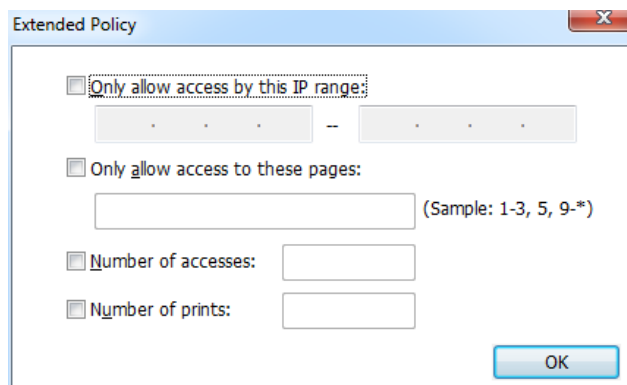 Extended Policy
Only allow access by this IP range:
. . . -- . . .
Only allow access to these pages:
(Sample: 1-3, 5, 9-*)
Number of accesses:
Number of prints:
OK